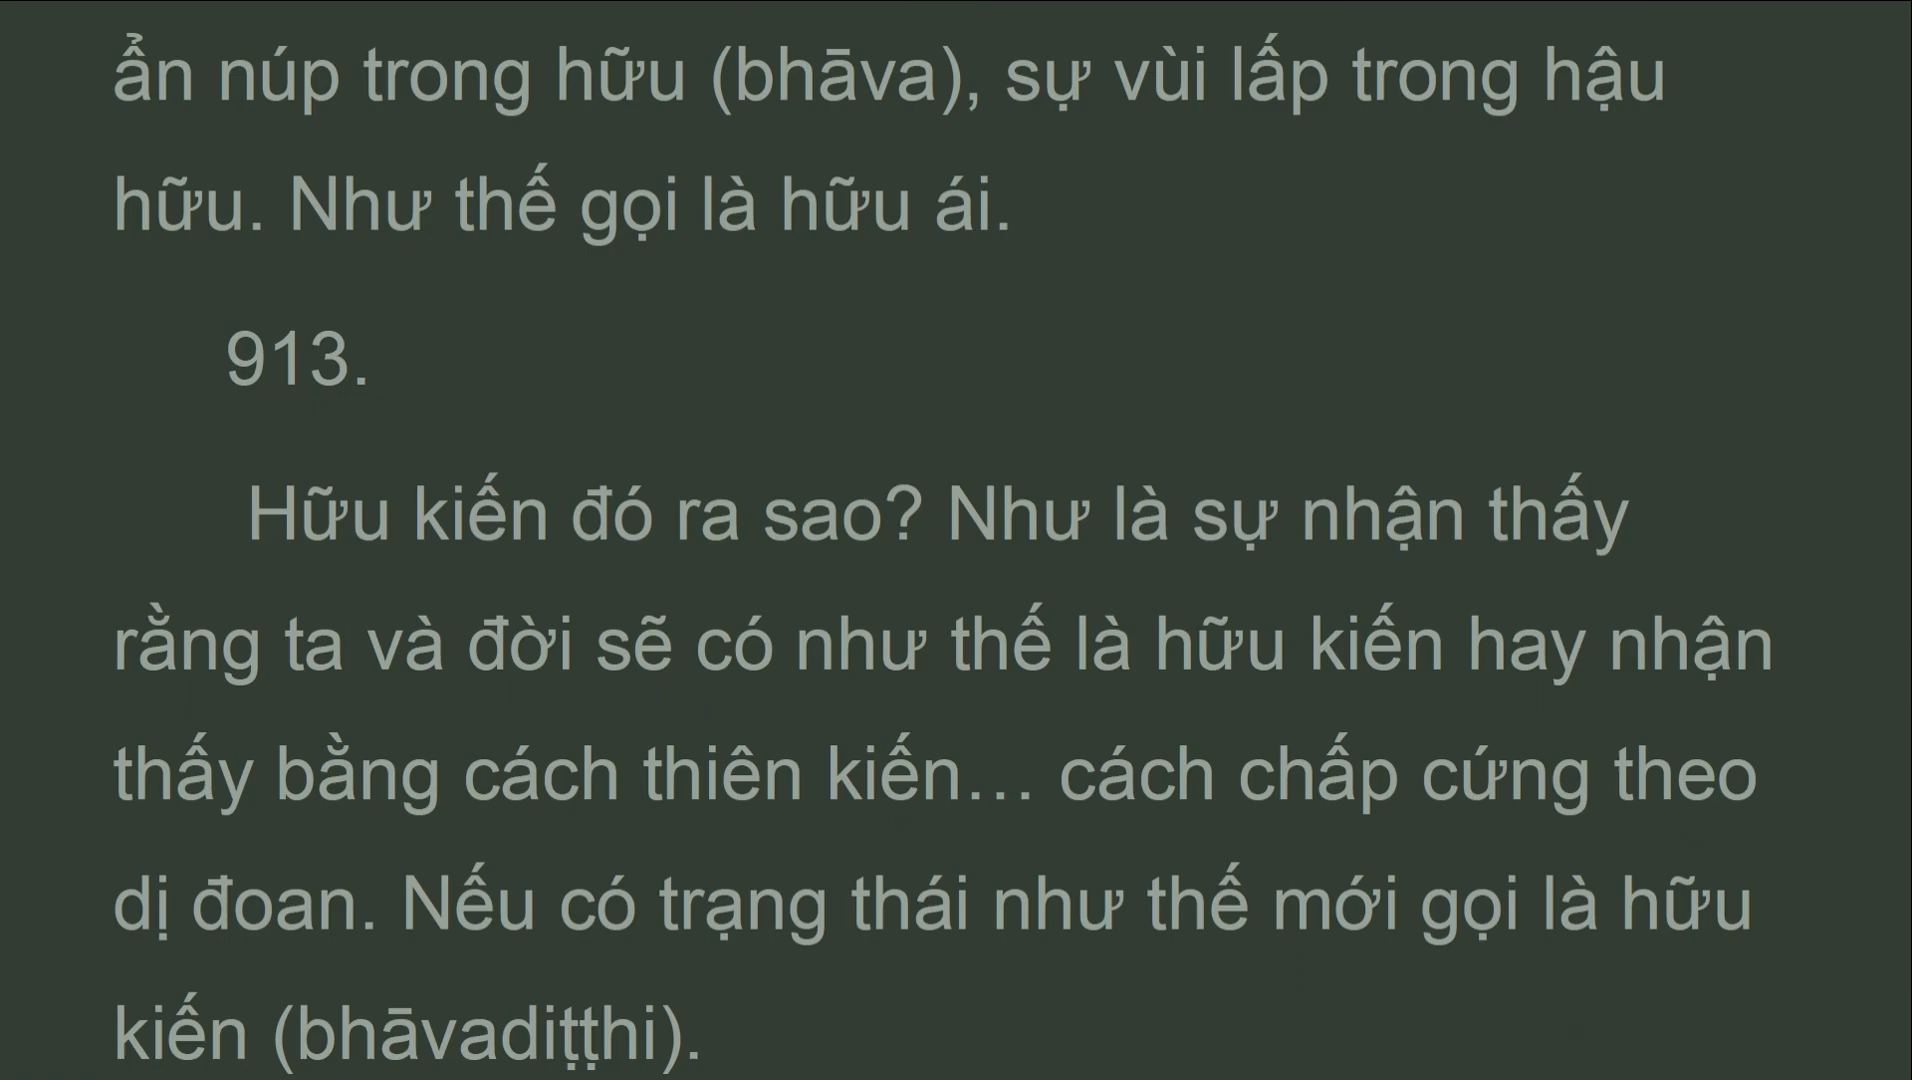 ẩn núp trong hữu (bhāva), sự vùi lấp trong hậu
hữu. Như thế gọi là hữu ái.
913.
Hữu kiến đó ra sao? Như là sự nhận thấy
rằng ta và đời sẽ có như thế là hữu kiến hay nhận
thấy bằng cách thiên kiến… cách chấp cứng theo
dị đoan. Nếu có trạng thái như thế mới gọi là hữu
kiến (bhāvadiṭṭhi).